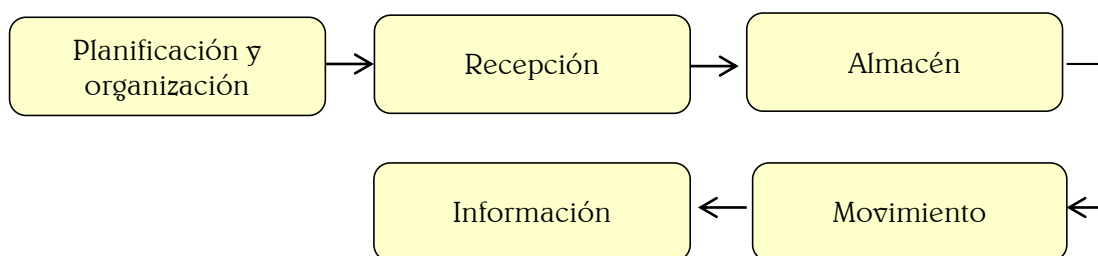 Planificación y
organización
Recepción
Almacén
Movimiento
Información